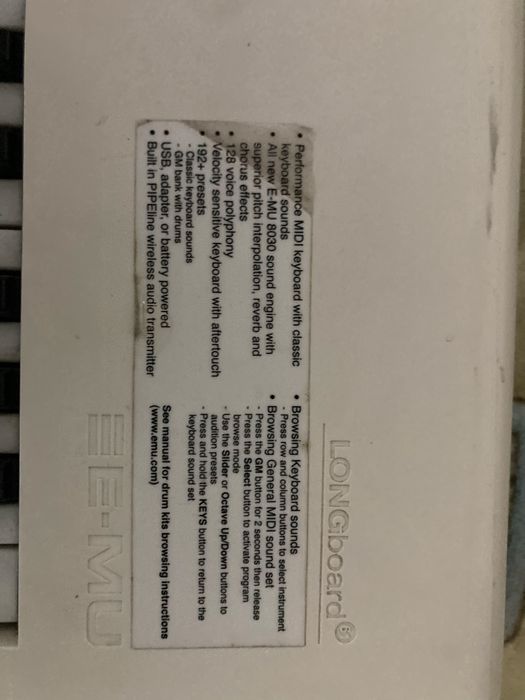 • Performance MIDI keyboard with classic
keyboard sounds
• All new E-MU 8030 sound engine with
superior pitch interpolation, reverb and
chorus effects
• 128 voice polyphony
• Velocity sensitive keyboard with aftertouch
• 192+ presets
- Classic keyboard sounds
- GM bank with drums
• USB, adapter, or battery powered
• Built in PIPEline wireless audio transmitter
• Browsing Keyboard sounds
- Press row and column buttons to select instrument
• Browsing General MIDI sound set
- Press the GM button for 2 seconds then release
- Press the Select button to activate program
browse mode
- Use the Slider or Octave Up/Down buttons to
audition presets
- Press and hold the KEYS button to return to the
keyboard sound set
See manual for drum kits browsing instructions
(www.emu.com)
LONGboard 61
E-MU